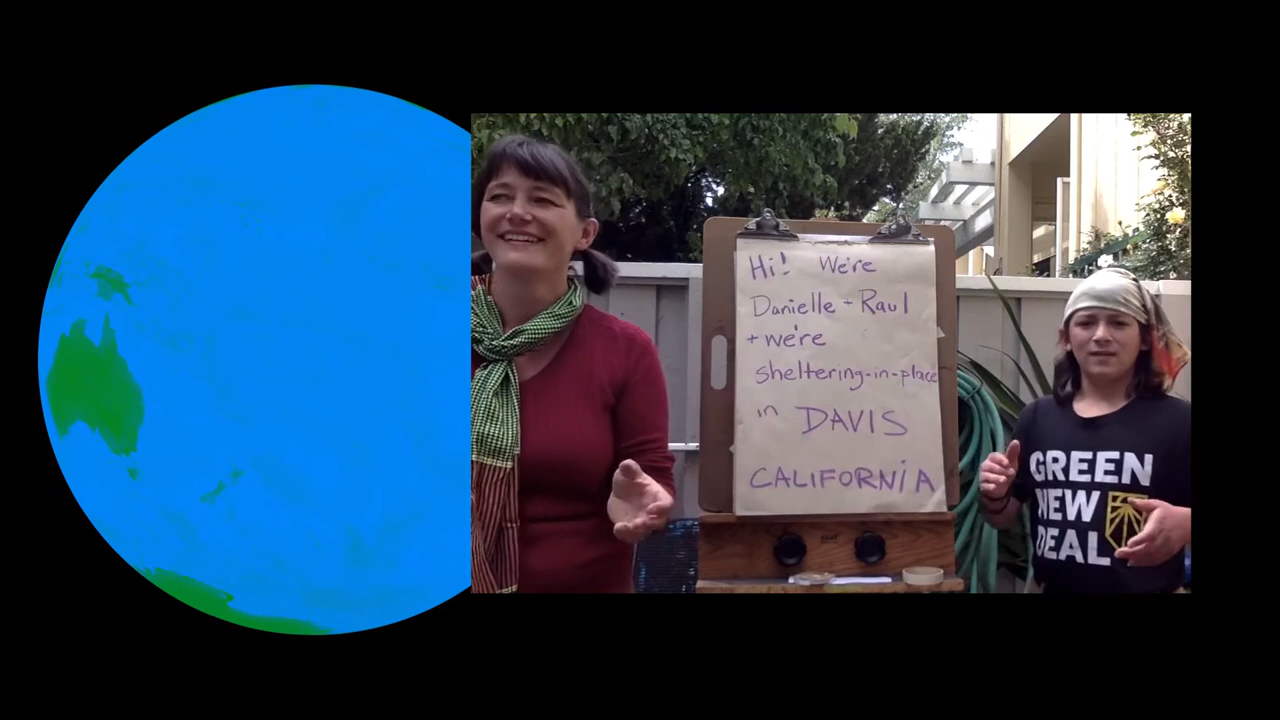 Hi! We're
Danielle + Raul
+ we're
sheltering-in-place
in DAVIS
CALIFORNiA
GREEN
NEW
DEAL